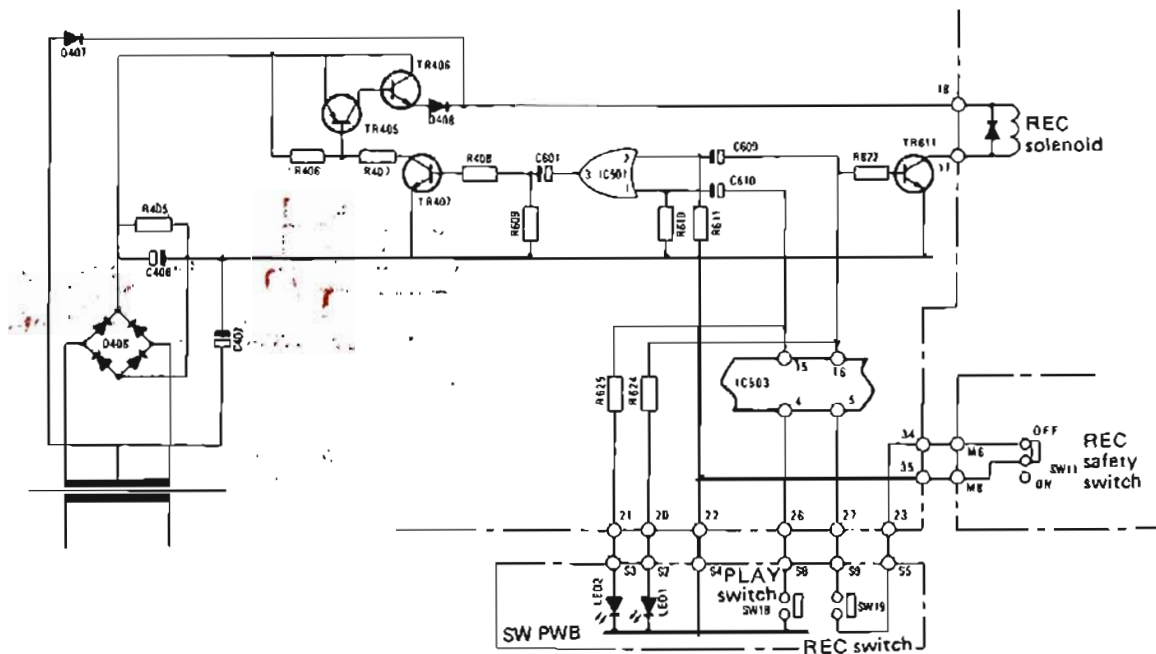 D407
TR406
TR405
D408
18
REC
solenoid
17
TR611
R622
C609
C610
C601
IC501
3
2
1
R408
R406
R407
TR407
R609
R610
R611
R405
C406
C407
D405
R625
R624
15
16
IC503
4
5
34
35
M6
M8
OFF
SW11
ON
REC
safety
switch
21
20
22
26
27
23
S3
S2
S4
S8
S9
S5
PLAY
switch
LED2
LED1
SW18
SW19
SW PWB
REC switch